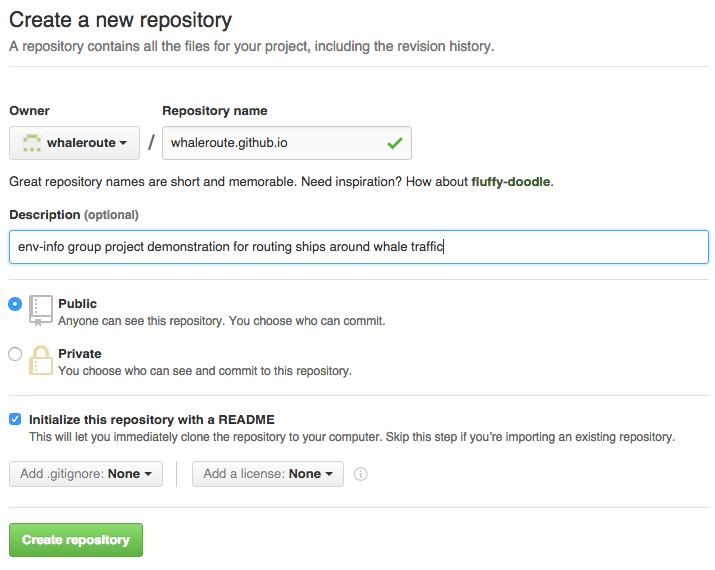 Create a new repository
A repository contains all the files for your project, including the revision history.
Owner
Repository name
whaleroute / whaleroute.github.io
Great repository names are short and memorable. Need inspiration? How about fluffy-doodle.
Description (optional)
env-info group project demonstration for routing ships around whale traffic
Public
Anyone can see this repository. You choose who can commit.
Private
You choose who can see and commit to this repository.
Initialize this repository with a README
This will let you immediately clone the repository to your computer. Skip this step if you're importing an existing repository.
Add .gitignore: None
Add a license: None
Create repository